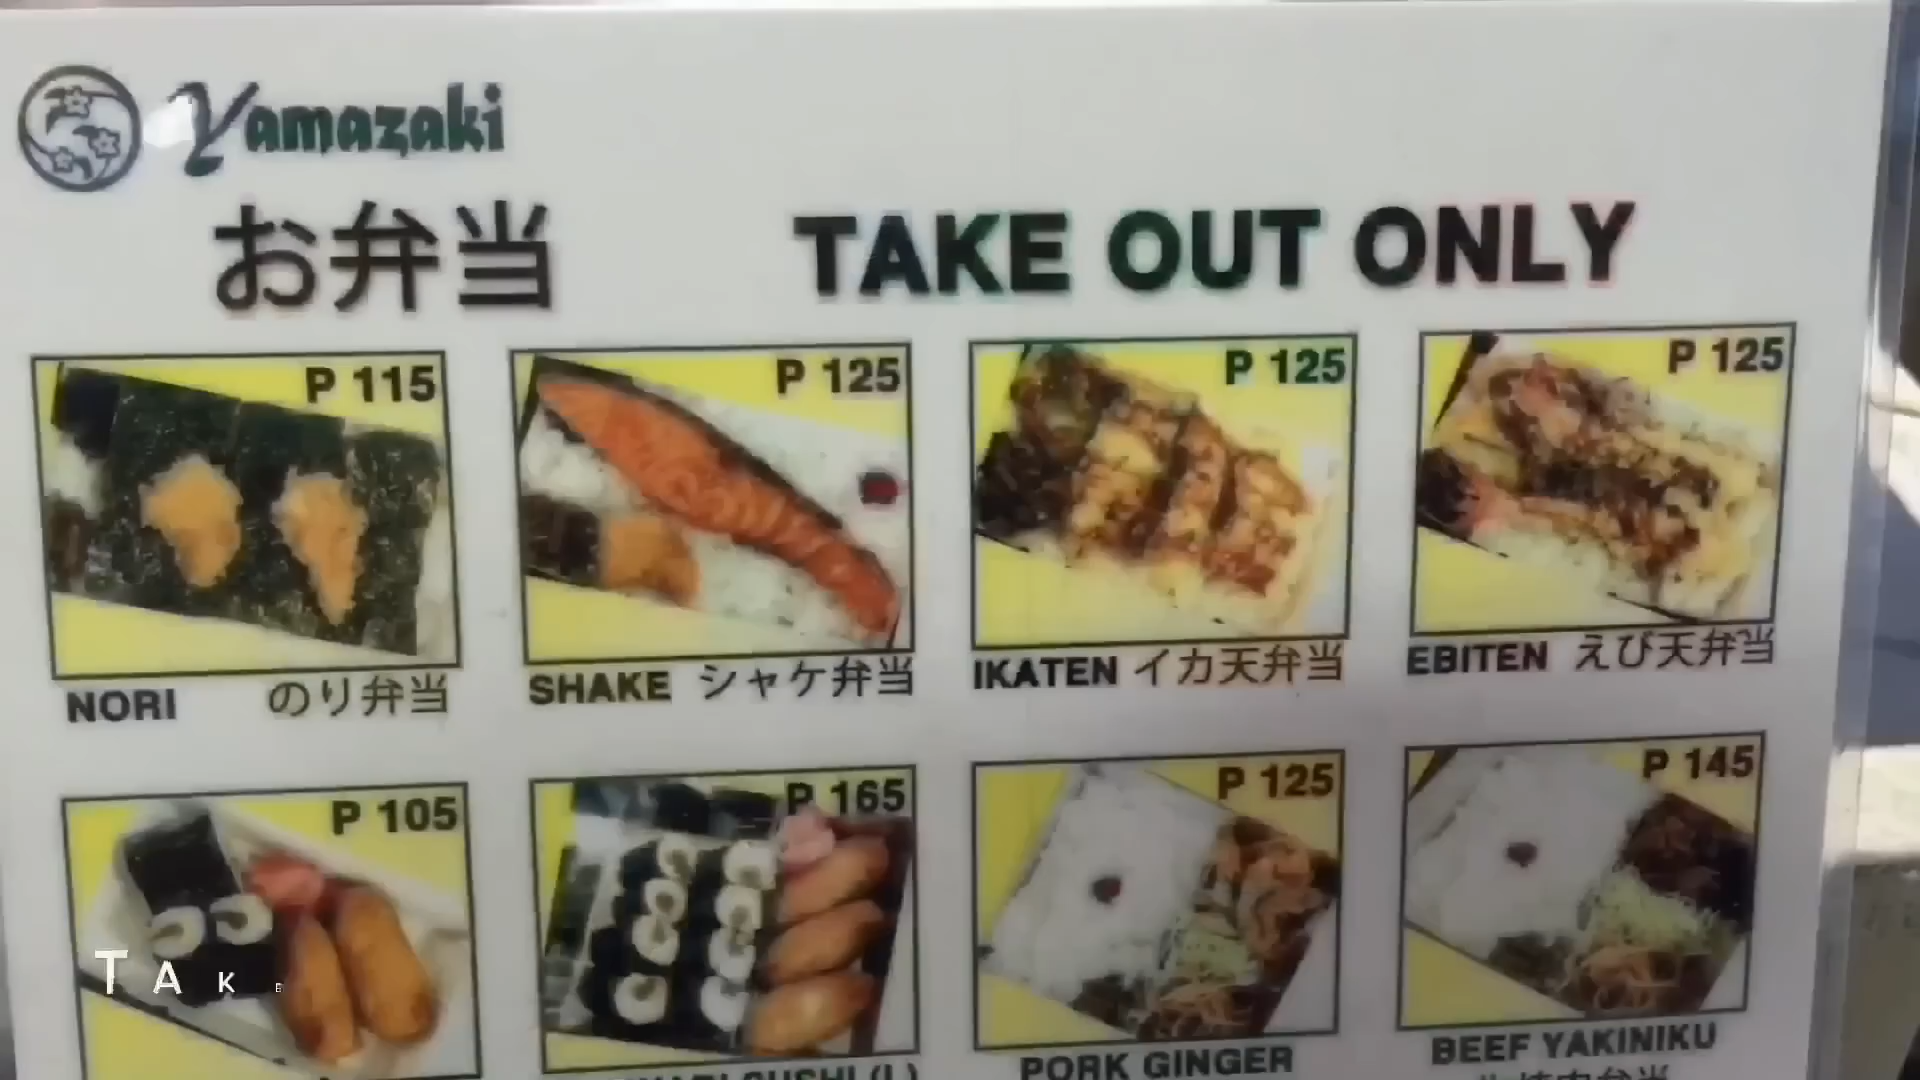 Yamazaki
お弁当 TAKE OUT ONLY
P 115 P 125 P 125 P 125
NORI のり弁当 SHAKE シャケ弁当 IKATEN イカ天弁当 EBITEN えび天弁当
P 105 P 165 P 125 P 145
TAKE
SUSHI (L) PORK GINGER BEEF YAKINIKU